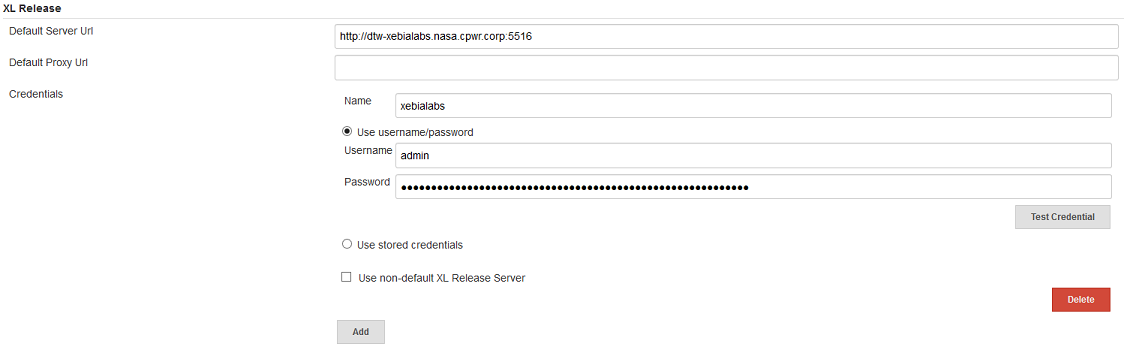 XL Release
Default Server Url
http://dtw-xebialabs.nasa.cpwr.corp:5516
Default Proxy Url
Credentials
Name
xebialabs
Use username/password
Username
admin
Password
●●●●●●●●●●●●●●●●●●●●●●●●●●●●●●●●●●●●●●●●●●●●●●●●●●●●●●●●●●
Test Credential
Use stored credentials
Use non-default XL Release Server
Delete
Add